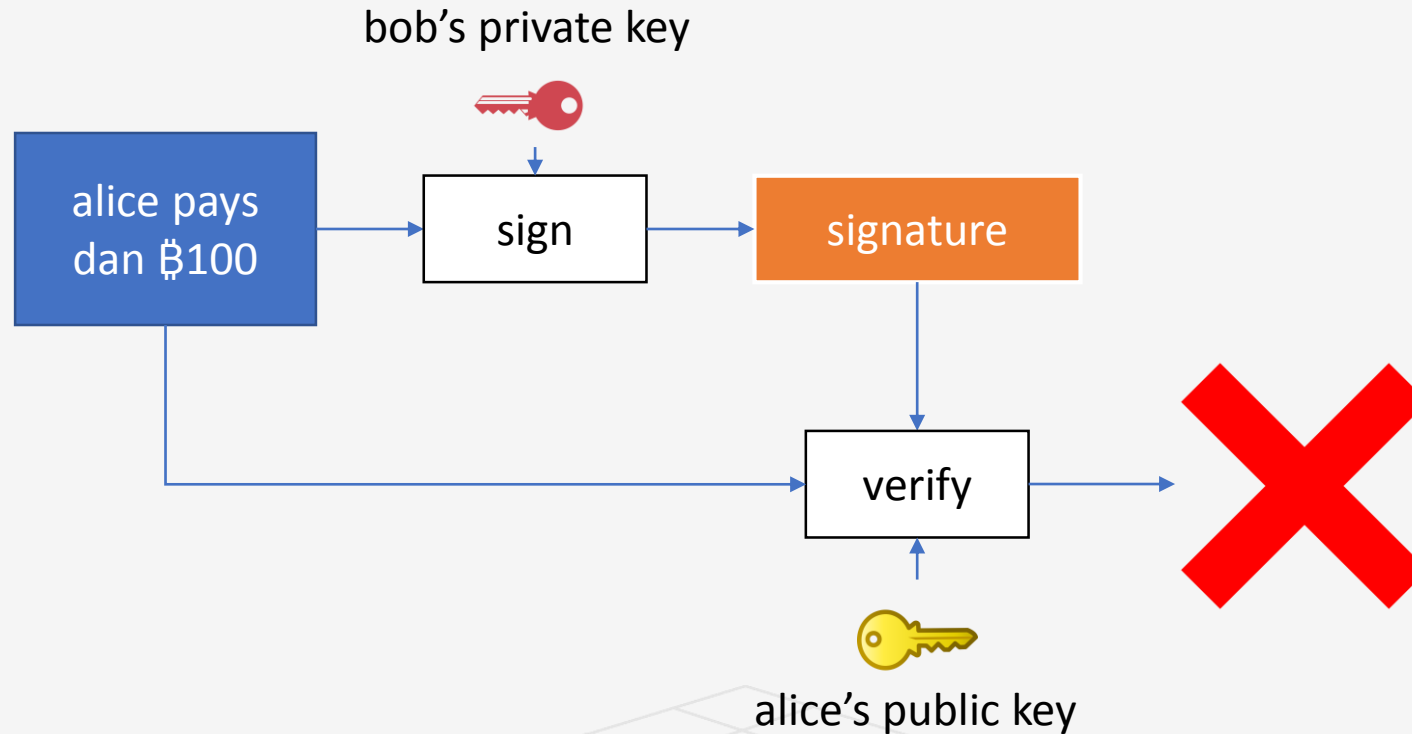 bob’s private key
alice pays
dan ₿100
sign
signature
verify
alice’s public key